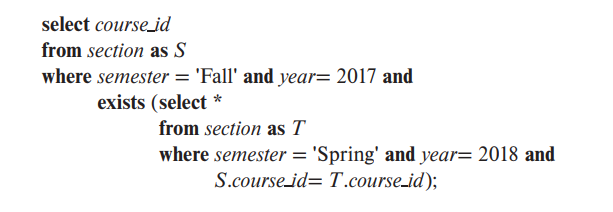 select course_id
from section as S
where semester = 'Fall' and year= 2017 and
exists (select *
from section as T
where semester = 'Spring' and year= 2018 and
S.course_id= T.course_id);